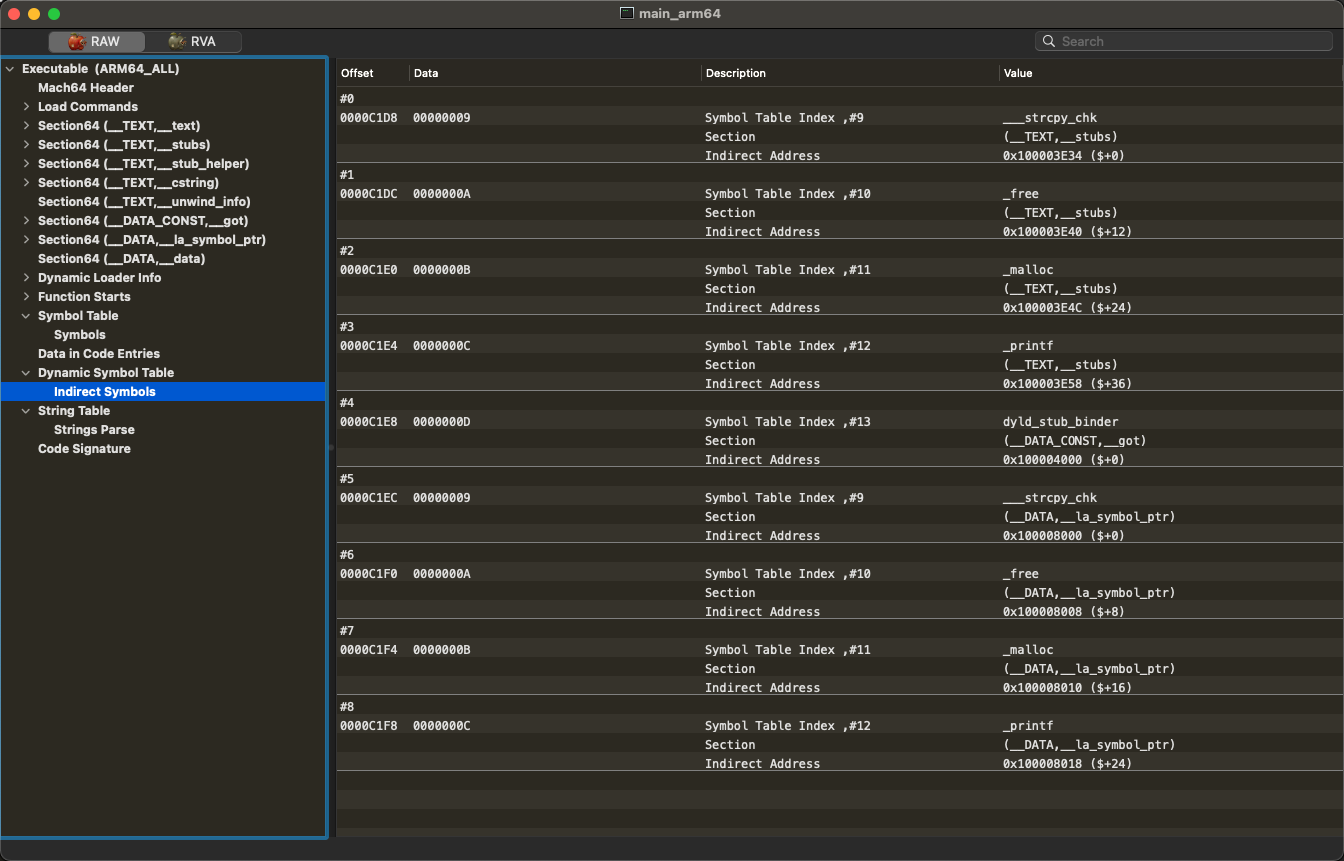 main_arm64
RAW RVA Search
Executable (ARM64_ALL)
Mach64 Header
Load Commands
Section64 (__TEXT,__text)
Section64 (__TEXT,__stubs)
Section64 (__TEXT,__stub_helper)
Section64 (__TEXT,__cstring)
Section64 (__TEXT,__unwind_info)
Section64 (__DATA_CONST,__got)
Section64 (__DATA,__la_symbol_ptr)
Section64 (__DATA,__data)
Dynamic Loader Info
Function Starts
Symbol Table
Symbols
Data in Code Entries
Dynamic Symbol Table
Indirect Symbols
String Table
Strings Parse
Code Signature
Offset Data Description Value
#0
0000C1D8 00000009 Symbol Table Index ,#9 ___strcpy_chk
Section (__TEXT,__stubs)
Indirect Address 0x100003E34 ($+0)
#1
0000C1DC 0000000A Symbol Table Index ,#10 _free
Section (__TEXT,__stubs)
Indirect Address 0x100003E40 ($+12)
#2
0000C1E0 0000000B Symbol Table Index ,#11 _malloc
Section (__TEXT,__stubs)
Indirect Address 0x100003E4C ($+24)
#3
0000C1E4 0000000C Symbol Table Index ,#12 _printf
Section (__TEXT,__stubs)
Indirect Address 0x100003E58 ($+36)
#4
0000C1E8 0000000D Symbol Table Index ,#13 dyld_stub_binder
Section (__DATA_CONST,__got)
Indirect Address 0x100004000 ($+0)
#5
0000C1EC 00000009 Symbol Table Index ,#9 ___strcpy_chk
Section (__DATA,__la_symbol_ptr)
Indirect Address 0x100008000 ($+0)
#6
0000C1F0 0000000A Symbol Table Index ,#10 _free
Section (__DATA,__la_symbol_ptr)
Indirect Address 0x100008008 ($+8)
#7
0000C1F4 0000000B Symbol Table Index ,#11 _malloc
Section (__DATA,__la_symbol_ptr)
Indirect Address 0x100008010 ($+16)
#8
0000C1F8 0000000C Symbol Table Index ,#12 _printf
Section (__DATA,__la_symbol_ptr)
Indirect Address 0x100008018 ($+24)